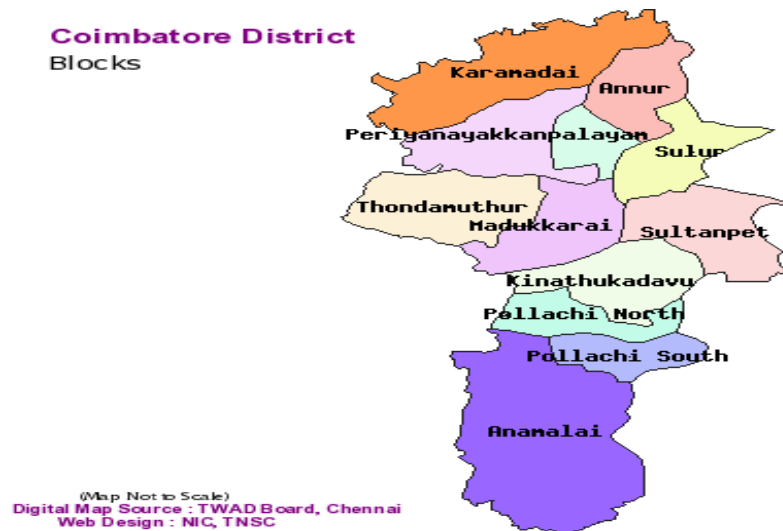 Coimbatore District
Blocks
Karamadai
Annur
Periyanayakkanpalayam
Sulur
Thondamuthur
Madukkarai
Sultanpet
Kinathukadavu
Pollachi North
Pollachi South
Anamalai
(Map Not to Scale)
Digital Map Source : TWAD Board, Chennai
Web Design : NIC, TNSC